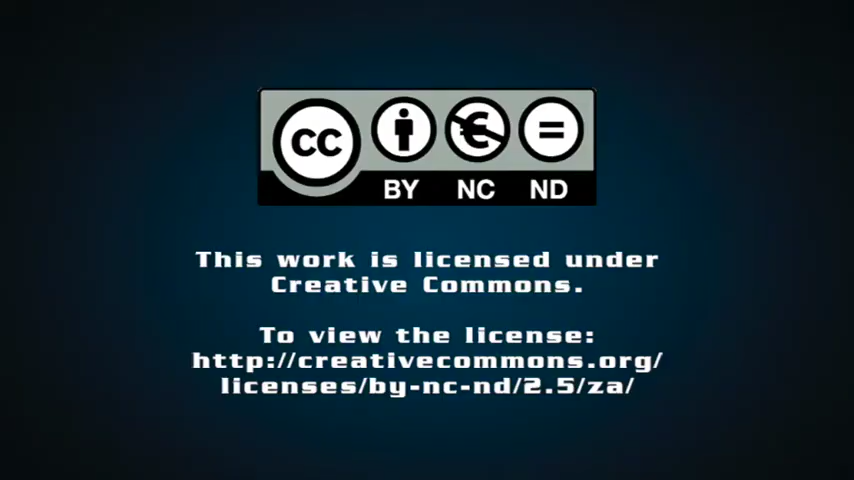 CC
BY NC ND
This work is licensed under
Creative Commons.
To view the license:
http://creativecommons.org/
licenses/by-nc-nd/2.5/za/